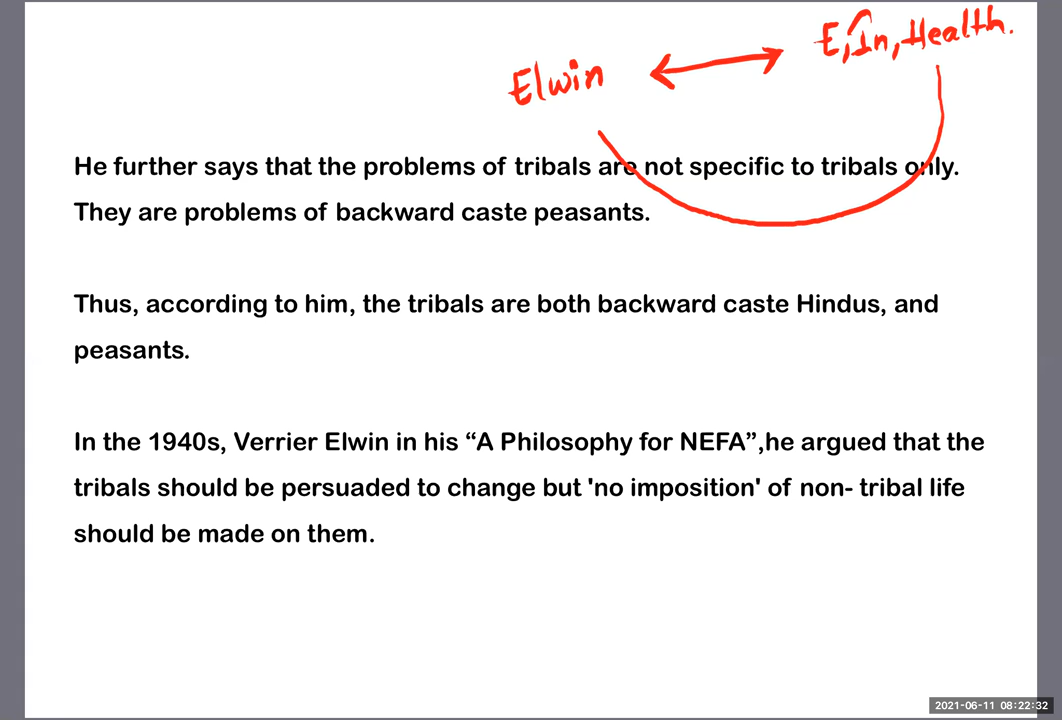 Elwin E, In, Health.
He further says that the problems of tribals are not specific to tribals only.
They are problems of backward caste peasants.
Thus, according to him, the tribals are both backward caste Hindus, and
peasants.
In the 1940s, Verrier Elwin in his “A Philosophy for NEFA”,he argued that the
tribals should be persuaded to change but 'no imposition' of non- tribal life
should be made on them.
2021-06-11 08:22:32